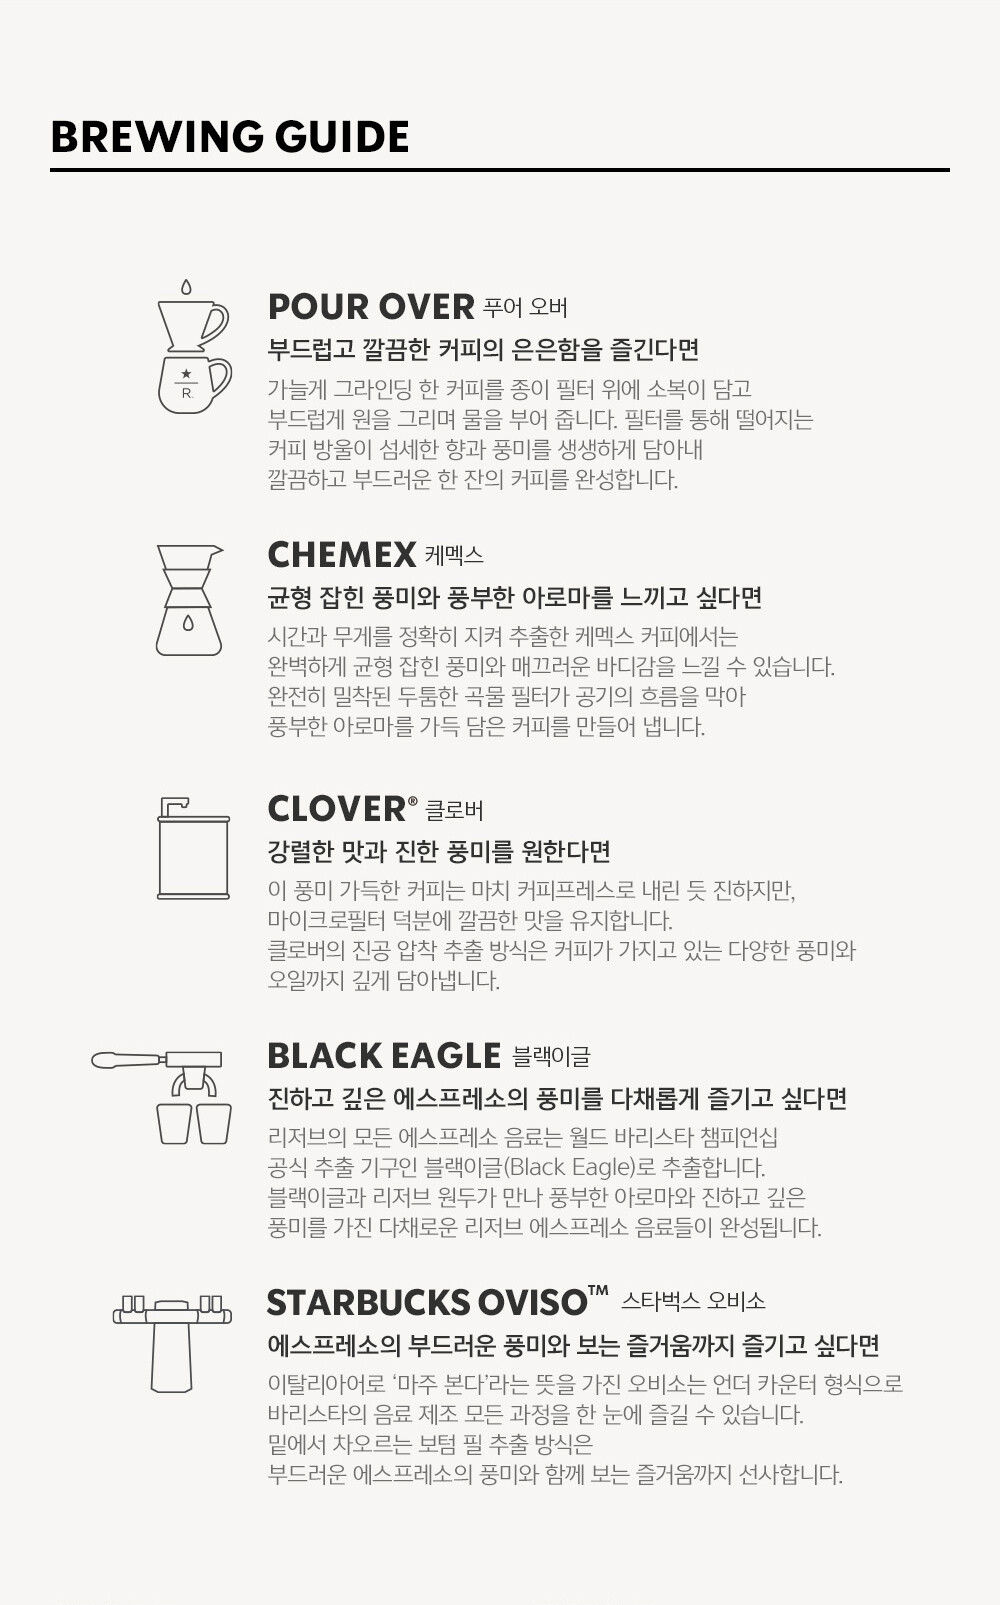 BREWING GUIDE
POUR OVER 푸어 오버
부드럽고 깔끔한 커피의 은은함을 즐긴다면
가늘게 그라인딩 한 커피를 종이 필터 위에 소복이 담고
부드럽게 원을 그리며 물을 부어 줍니다. 필터를 통해 떨어지는
커피 방울이 섬세한 향과 풍미를 생생하게 담아내
깔끔하고 부드러운 한 잔의 커피를 완성합니다.
★
R.
CHEMEX 케멕스
균형 잡힌 풍미와 풍부한 아로마를 느끼고 싶다면
시간과 무게를 정확히 지켜 추출한 케멕스 커피에서는
완벽하게 균형 잡힌 풍미와 매끄러운 바디감을 느낄 수 있습니다.
완전히 밀착된 두툼한 곡물 필터가 공기의 흐름을 막아
풍부한 아로마를 가득 담은 커피를 만들어 냅니다.
CLOVER® 클로버
강렬한 맛과 진한 풍미를 원한다면
이 풍미 가득한 커피는 마치 커피프레스로 내린 듯 진하지만,
마이크로필터 덕분에 깔끔한 맛을 유지합니다.
클로버의 진공 압착 추출 방식은 커피가 가지고 있는 다양한 풍미와
오일까지 깊게 담아냅니다.
BLACK EAGLE 블랙이글
진하고 깊은 에스프레소의 풍미를 다채롭게 즐기고 싶다면
리저브의 모든 에스프레소 음료는 월드 바리스타 챔피언십
공식 추출 기구인 블랙이글(Black Eagle)로 추출합니다.
블랙이글과 리저브 원두가 만나 풍부한 아로마와 진하고 깊은
풍미를 가진 다채로운 리저브 에스프레소 음료들이 완성됩니다.
STARBUCKS OVISO™ 스타벅스 오비소
에스프레소의 부드러운 풍미와 보는 즐거움까지 즐기고 싶다면
이탈리아어로 ‘마주 본다’라는 뜻을 가진 오비소는 언더 카운터 형식으로
바리스타의 음료 제조 모든 과정을 한 눈에 즐길 수 있습니다.
밑에서 차오르는 보텀 필 추출 방식은
부드러운 에스프레소의 풍미와 함께 보는 즐거움까지 선사합니다.